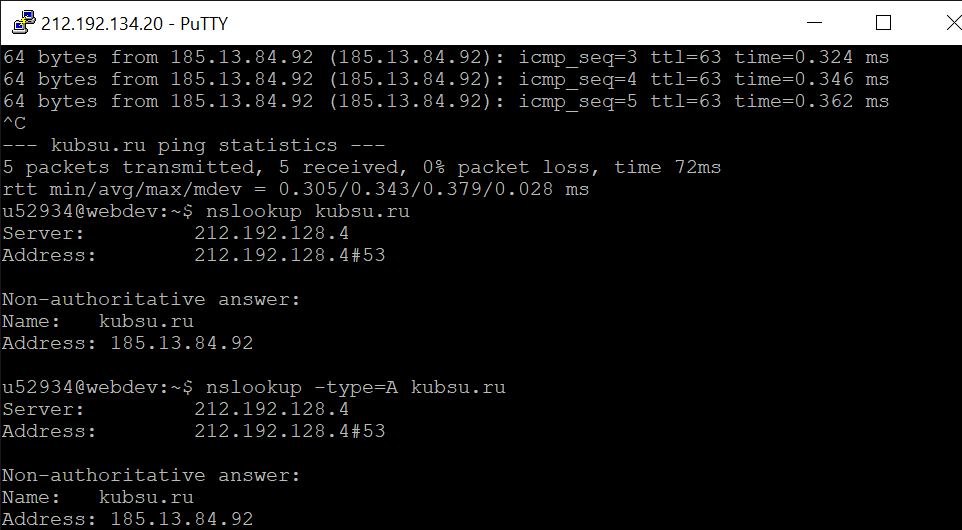 212.192.134.20 - PuTTY
64 bytes from 185.13.84.92 (185.13.84.92): icmp_seq=3 ttl=63 time=0.324 ms
64 bytes from 185.13.84.92 (185.13.84.92): icmp_seq=4 ttl=63 time=0.346 ms
64 bytes from 185.13.84.92 (185.13.84.92): icmp_seq=5 ttl=63 time=0.362 ms
^C
--- kubsu.ru ping statistics ---
5 packets transmitted, 5 received, 0% packet loss, time 72ms
rtt min/avg/max/mdev = 0.305/0.343/0.379/0.028 ms
u52934@webdev:~$ nslookup kubsu.ru
Server:         212.192.128.4
Address:        212.192.128.4#53

Non-authoritative answer:
Name:   kubsu.ru
Address: 185.13.84.92

u52934@webdev:~$ nslookup -type=A kubsu.ru
Server:         212.192.128.4
Address:        212.192.128.4#53

Non-authoritative answer:
Name:   kubsu.ru
Address: 185.13.84.92